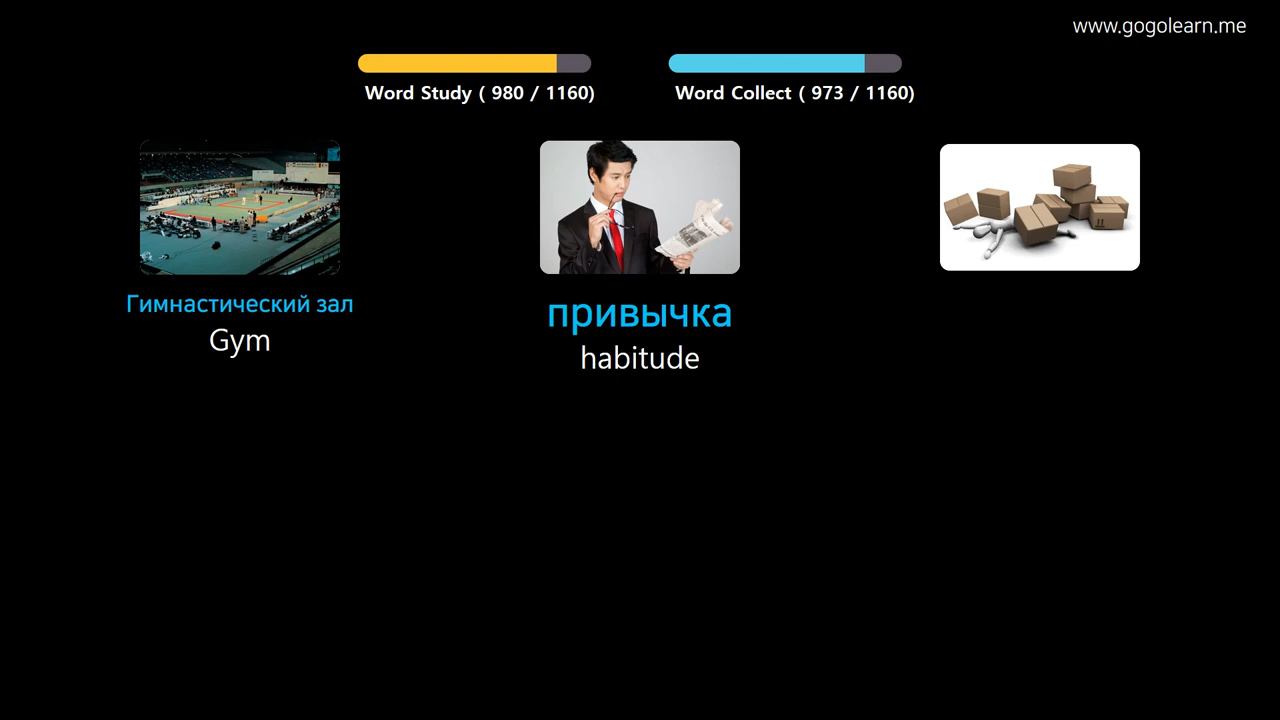 www.gogolearn.me
Word Study ( 980 / 1160)
Word Collect ( 973 / 1160)
Гимнастический зал
Gym
привычка
habitude